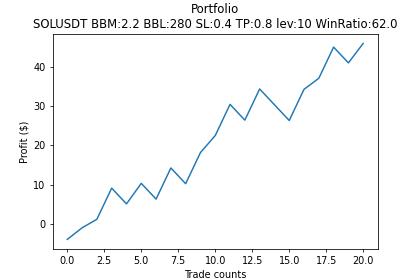 Portfolio
SOLUSDT BBM:2.2 BBL:280 SL:0.4 TP:0.8 lev:10 WinRatio:62.0
40
30
20
10
0
Profit ($)
0.0 2.5 5.0 7.5 10.0 12.5 15.0 17.5 20.0
Trade counts